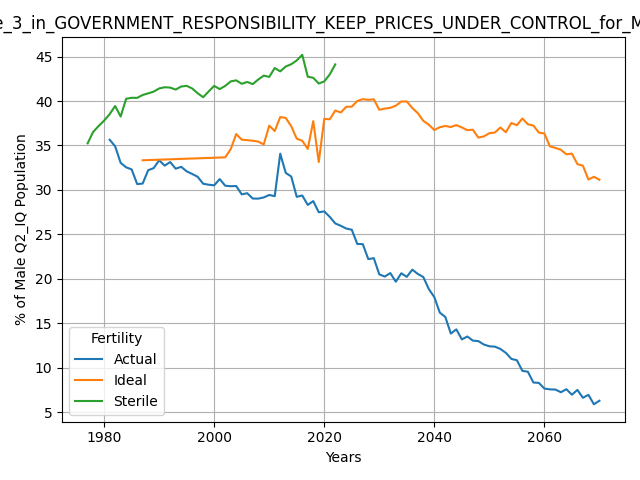 e_3_in_GOVERNMENT_RESPONSIBILITY_KEEP_PRICES_UNDER_CONTROL_for_M
45
40
35
30
25
20
15
10
5
% of Male Q2_IQ Population
Fertility
Actual
Ideal
Sterile
1980 2000 2020 2040 2060
Years